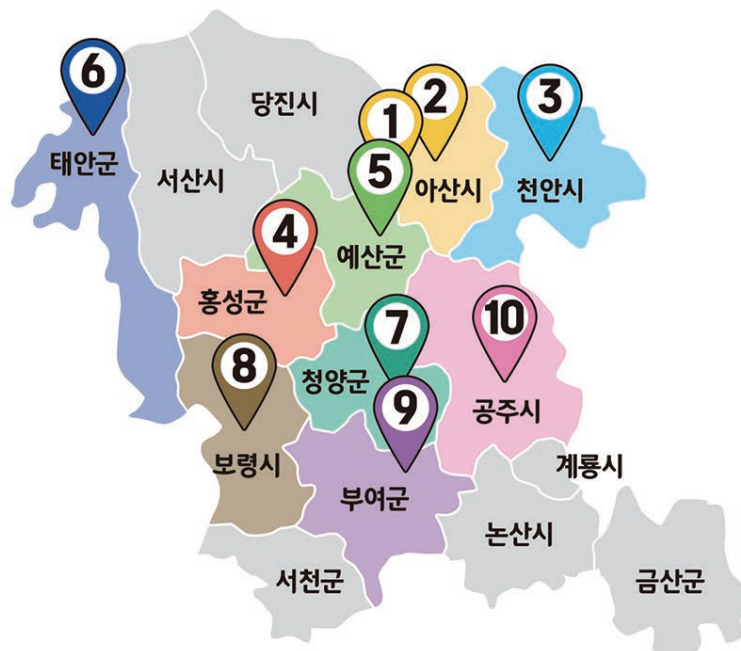 6
2
3
1
당진시
태안군
서산시
5
아산시
천안시
4
예산군
홍성군
7
10
8
청양군
9
공주시
보령시
부여군
계룡시
논산시
서천군
금산군